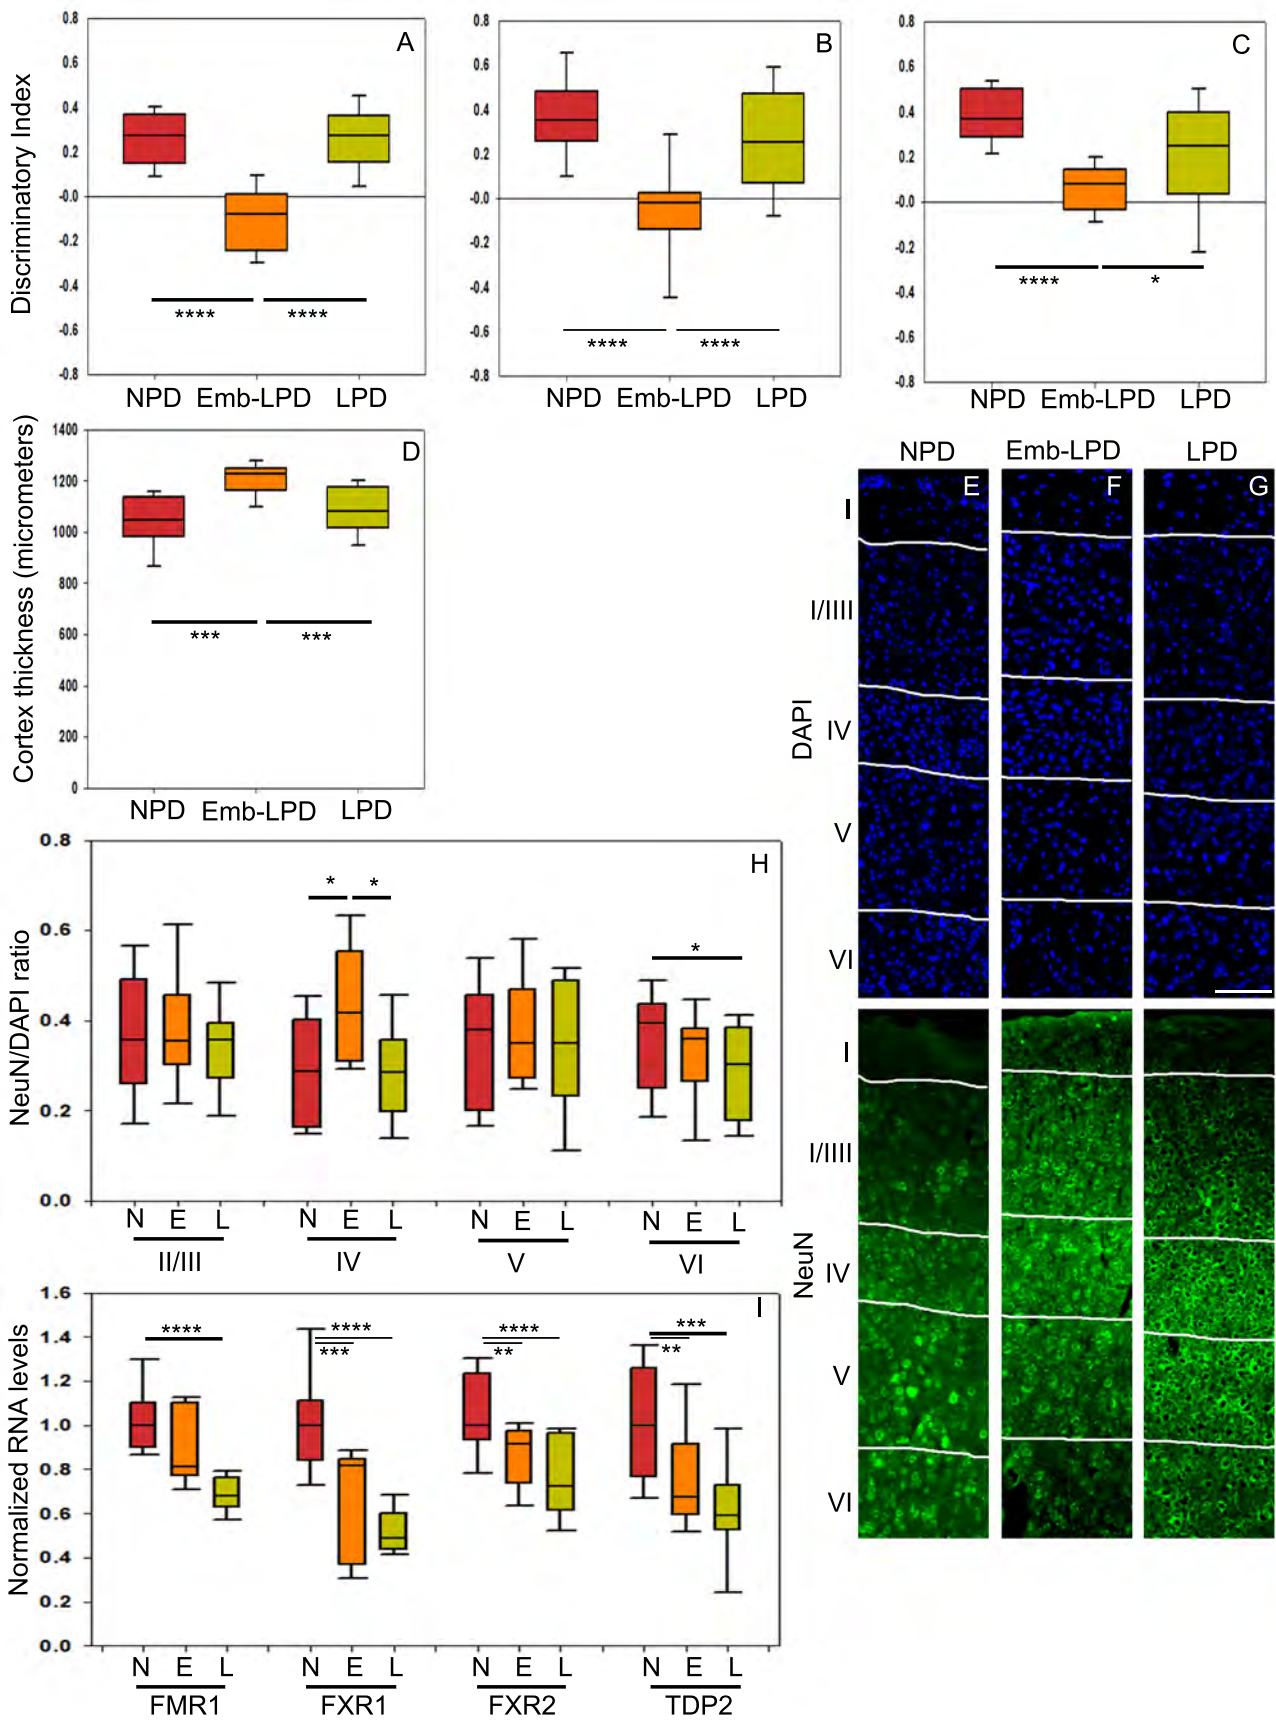 Discriminatory Index
0.8
0.6
0.4
0.2
-0.0
-0.2
-0.4
-0.6
-0.8
A
****
****
NPD Emb-LPD LPD
0.8
0.6
0.4
0.2
-0.0
-0.2
-0.4
-0.6
-0.8
B
****
****
NPD Emb-LPD LPD
0.8
0.6
0.4
0.2
-0.0
-0.2
-0.4
-0.6
-0.8
C
****
*
NPD Emb-LPD LPD
Cortex thickness (micrometers)
1400
1200
1000
800
600
400
200
0
D
***
***
NPD Emb-LPD LPD
NPD Emb-LPD LPD
E
F
G
DAPI
I
I/IIII
IV
V
VI
NeuN
I
I/IIII
IV
V
VI
NeuN/DAPI ratio
0.8
0.6
0.4
0.2
0.0
H
*
*
*
N E L N E L N E L N E L
II/III IV V VI
Normalized RNA levels
1.6
1.4
1.2
1.0
0.8
0.6
0.4
0.2
0.0
I
****
****
***
****
**
***
**
N E L N E L N E L N E L
FMR1 FXR1 FXR2 TDP2